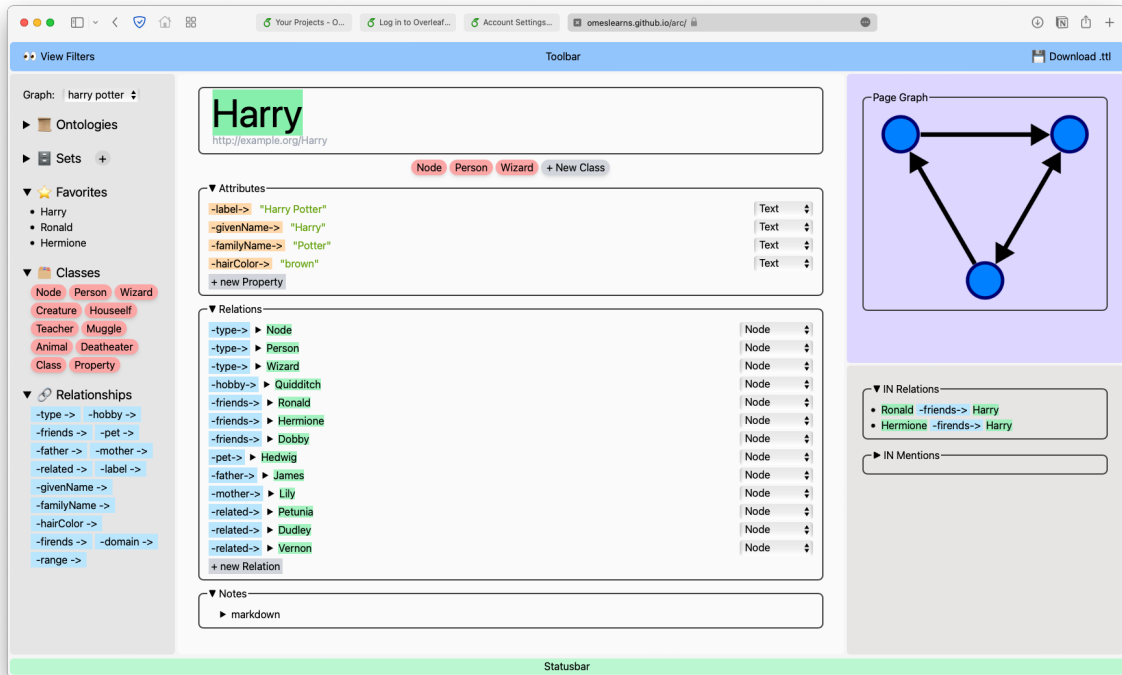 Your Projects - O... Log in to Overleaf... Account Settings... omeslearns.github.io/arc/
View Filters Toolbar Download .ttl
Graph: harry potter
Ontologies
Sets +
Favorites
Harry
Ronald
Hermione
Classes
Node Person Wizard
Creature Houseelf
Teacher Muggle
Animal Deatheater
Class Property
Relationships
-type -> -hobby ->
-friends -> -pet ->
-father -> -mother ->
-related -> -label ->
-givenName ->
-familyName ->
-hairColor ->
-firends -> -domain ->
-range ->
Harry
http://example.org/Harry
Node Person Wizard + New Class
Attributes
-label-> "Harry Potter" Text
-givenName-> "Harry" Text
-familyName-> "Potter" Text
-hairColor-> "brown" Text
+ new Property
Relations
-type-> Node Node
-type-> Person Node
-type-> Wizard Node
-hobby-> Quidditch Node
-friends-> Ronald Node
-friends-> Hermione Node
-friends-> Dobby Node
-pet-> Hedwig Node
-father-> James Node
-mother-> Lily Node
-related-> Petunia Node
-related-> Dudley Node
-related-> Vernon Node
+ new Relation
Notes
markdown
Page Graph
IN Relations
Ronald -friends-> Harry
Hermione -firends-> Harry
IN Mentions
Statusbar